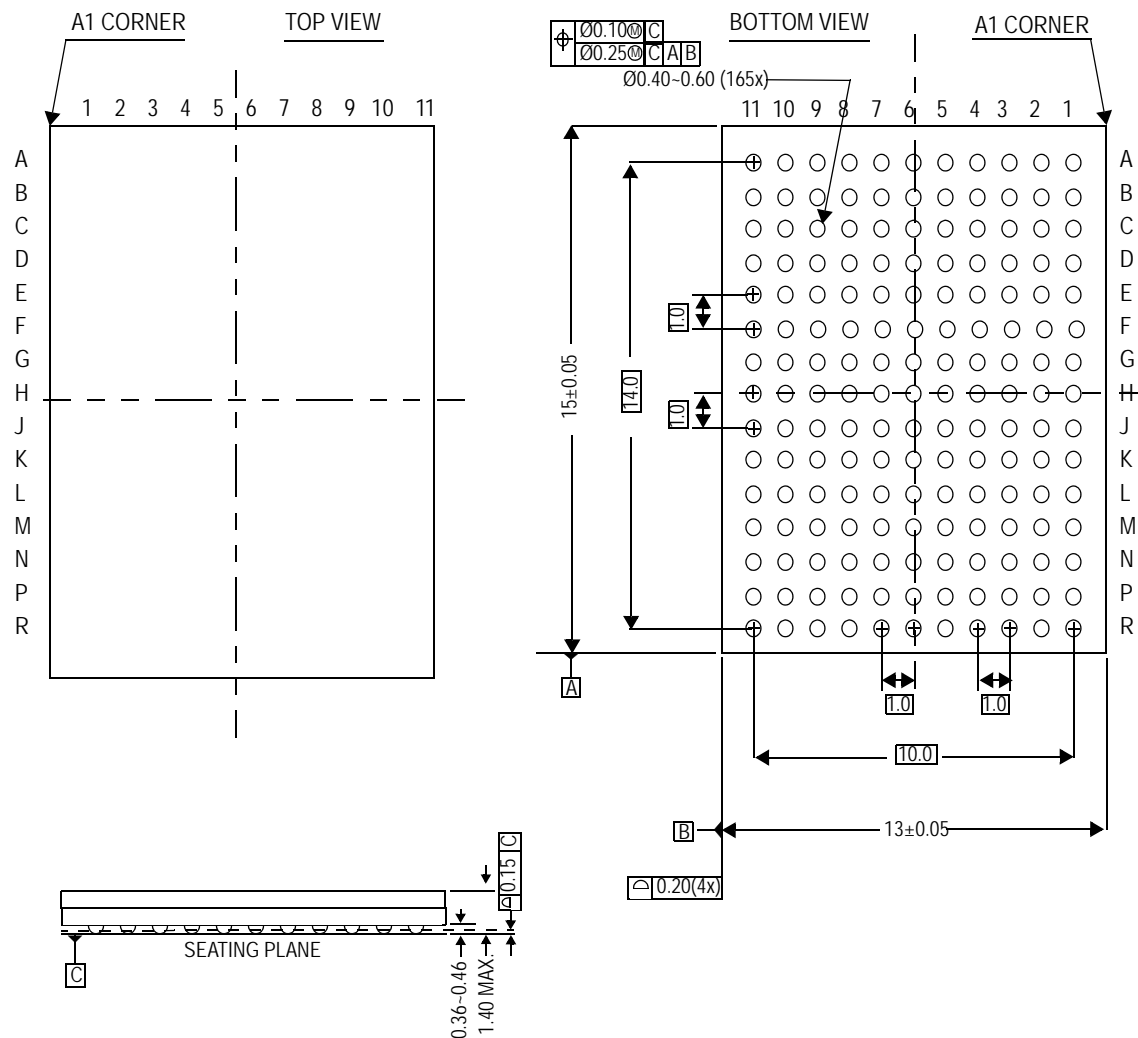 A1 CORNER
TOP VIEW
1 2 3 4 5 6 7 8 9 10 11
A
B
C
D
E
F
G
H
J
K
L
M
N
P
R
Ø0.10Ⓜ C
Ø0.25Ⓜ C A B
BOTTOM VIEW
A1 CORNER
Ø0.40~0.60 (165x)
11 10 9 8 7 6 5 4 3 2 1
A
B
C
D
E
F
G
H
J
K
L
M
N
P
R
15±0.05
14.0
1.0
1.0
A
1.0
1.0
10.0
B
13±0.05
0.20(4x)
0.15 C
SEATING PLANE
C
0.36~0.46
1.40 MAX.